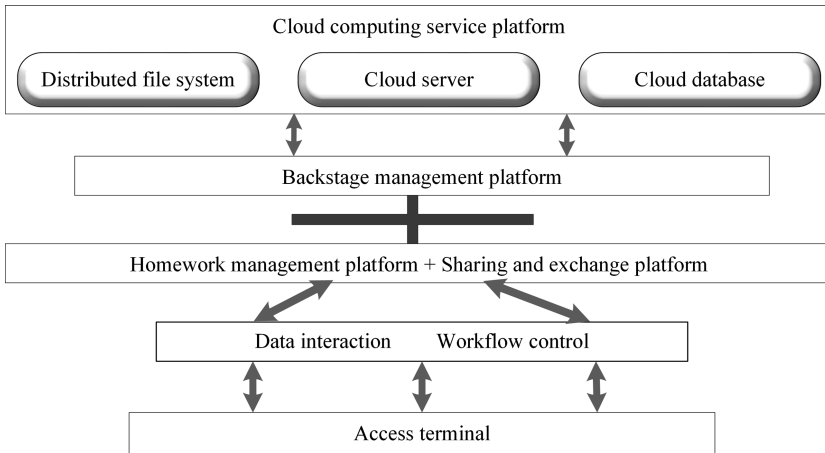 Cloud computing service platform
Distributed file system
Cloud server
Cloud database
Backstage management platform
Homework management platform + Sharing and exchange platform
Data interaction Workflow control
Access terminal